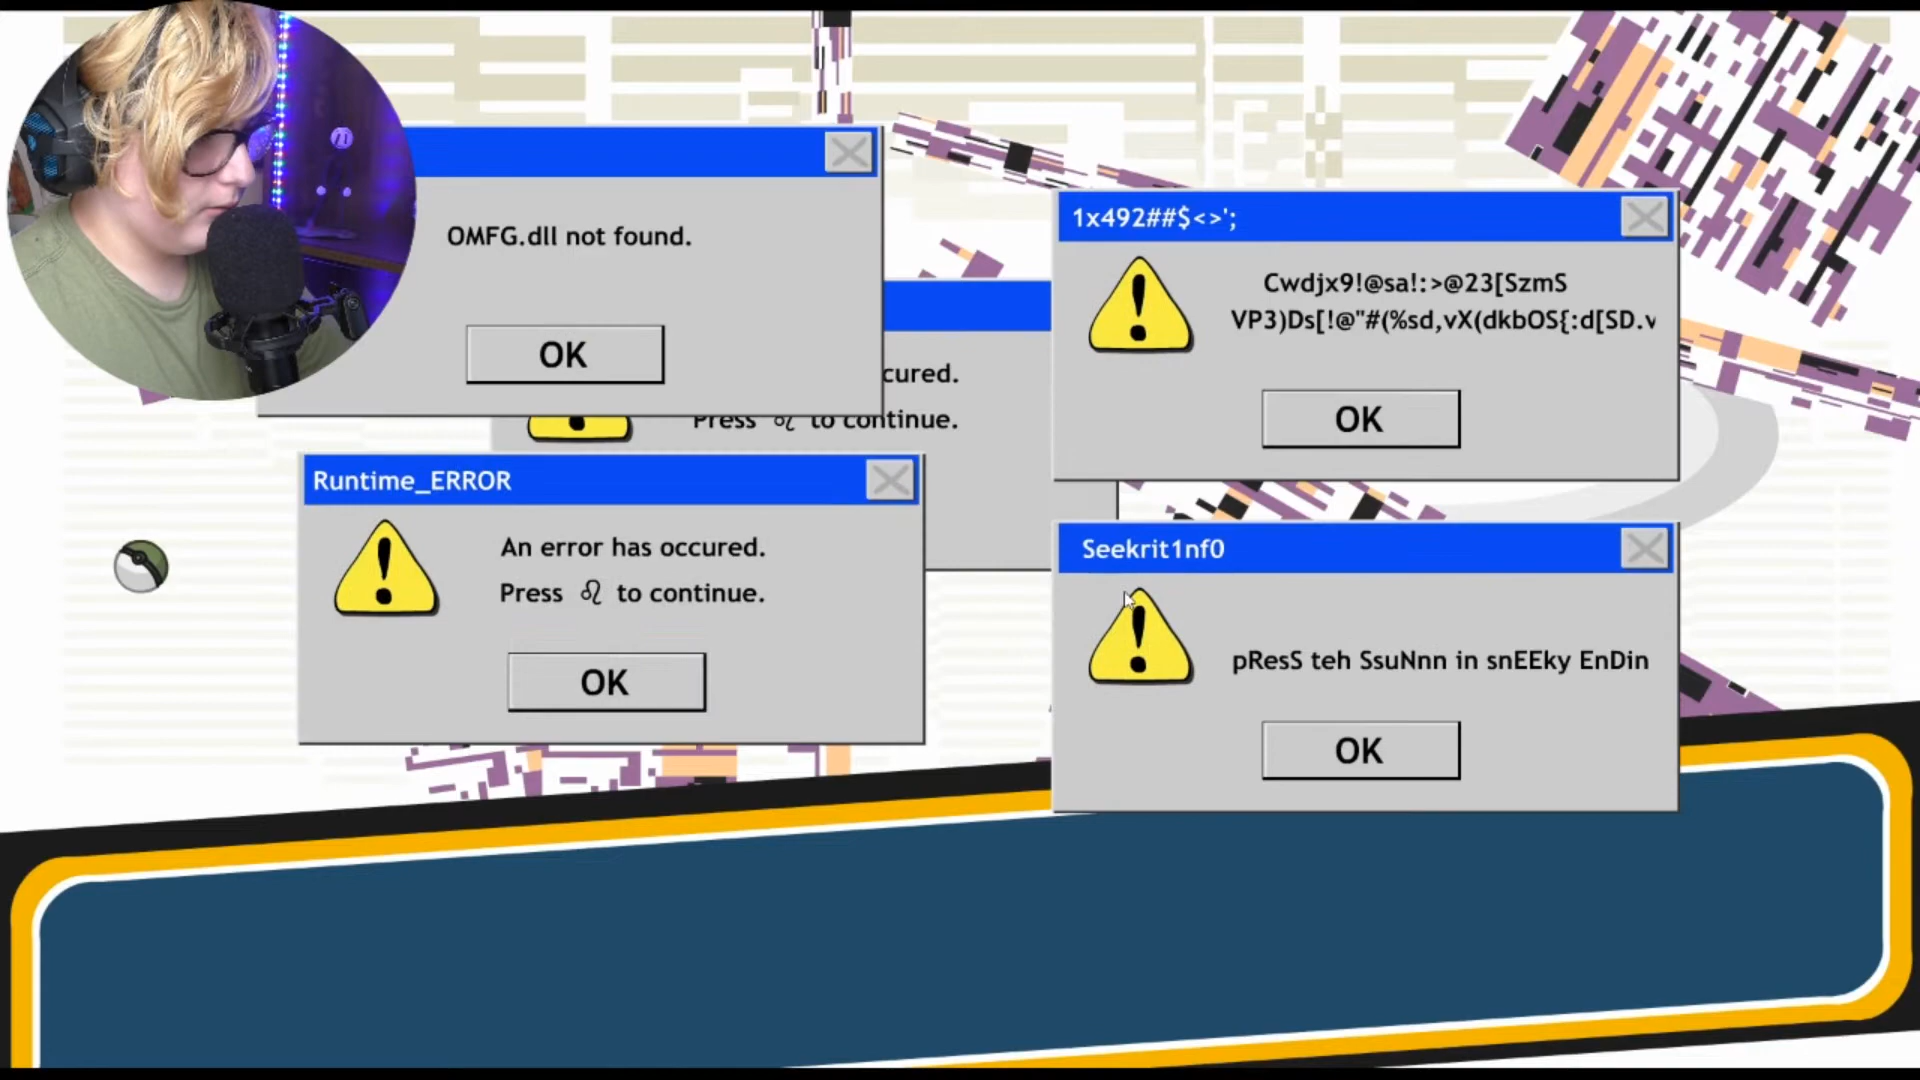 OMFG.dll not found.
OK
cured.
Press ♌ to continue.
Runtime_ERROR
An error has occured.
Press ♌ to continue.
OK
1x492##$<>';
Cwdjx9!@sa!:>@23[SzmS
VP3)Ds[!@"#(%sd,vX(dkbOS{:d[SD.v
OK
Seekrit1nf0
pResS teh SsuNnn in snEEky EnDin
OK